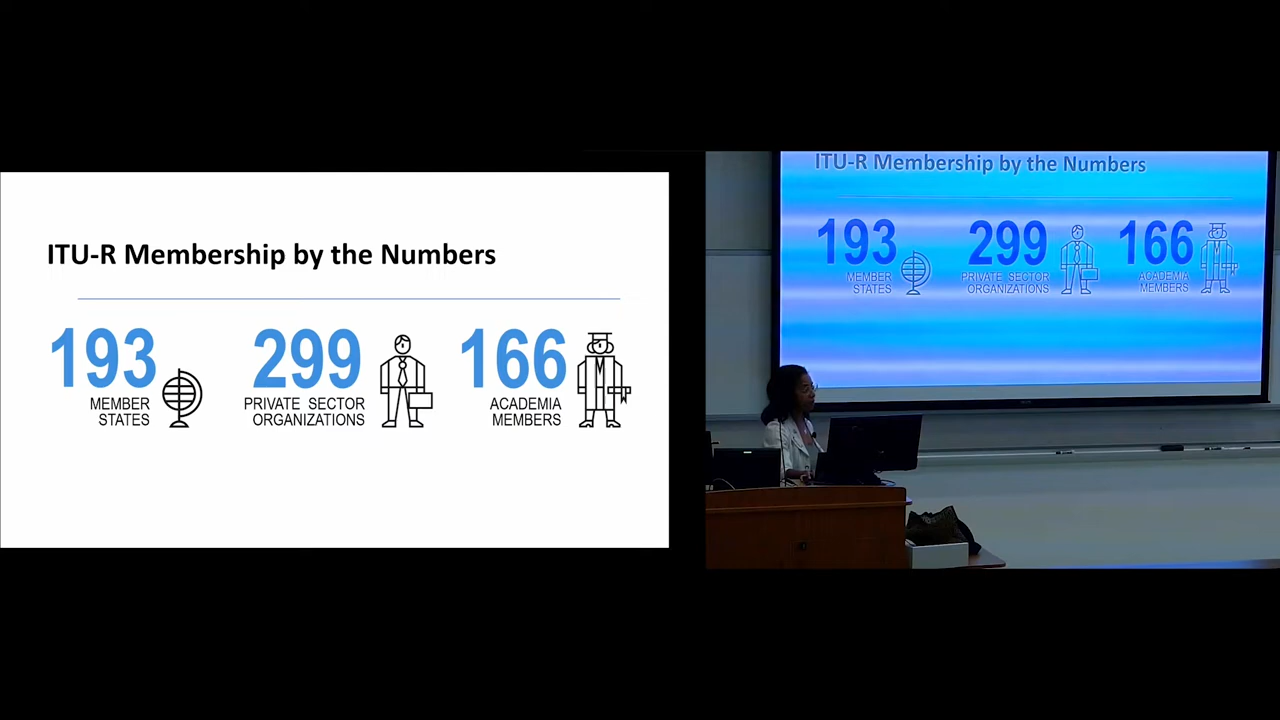 ITU-R Membership by the Numbers
193
MEMBER
STATES
299
PRIVATE SECTOR
ORGANIZATIONS
166
ACADEMIA
MEMBERS
ITU-R Membership by the Numbers
193
MEMBER
STATES
299
PRIVATE SECTOR
ORGANIZATIONS
166
ACADEMIA
MEMBERS